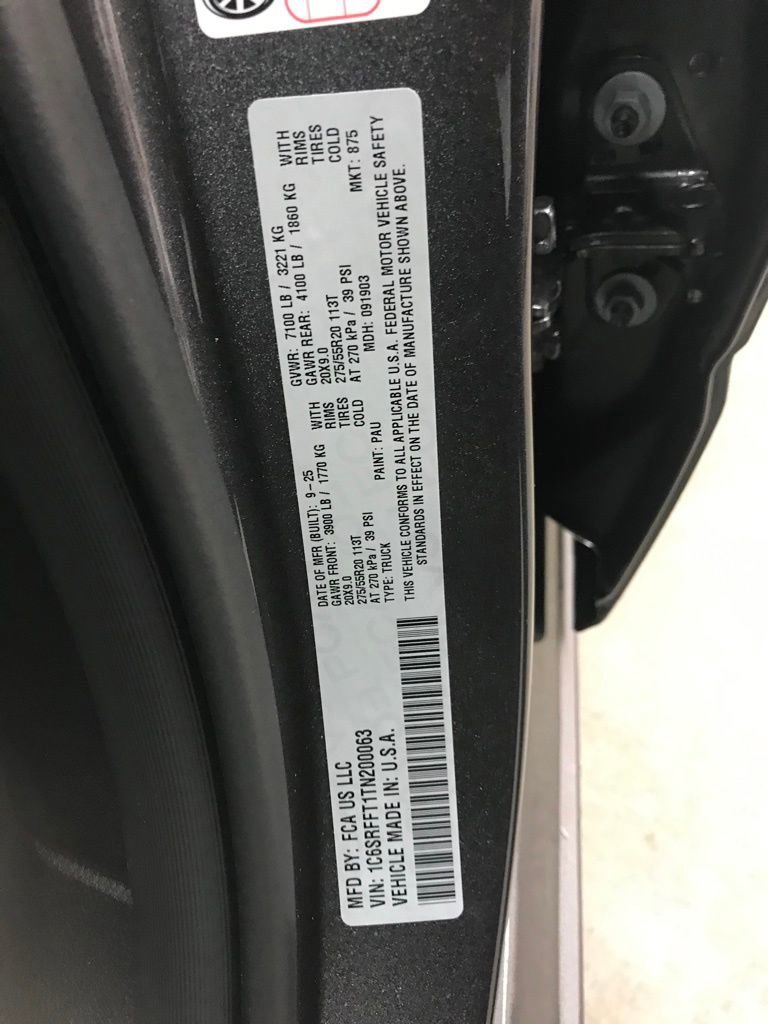 MFD BY: FCA US LLC
DATE OF MFR (BUILT): 9-25
GVWR: 7100 LB / 3221 KG
GAWR FRONT: 3900 LB / 1770 KG WITH
20X9.0 RIMS
275/55R20 113T TIRES
AT 270 kPa / 39 PSI COLD
GAWR REAR: 4100 LB / 1860 KG WITH
20X9.0 RIMS
275/55R20 113T TIRES
AT 270 kPa / 39 PSI COLD
VIN: 1C6SRFFT1TN200063
TYPE: TRUCK
PAINT: PAU
MDH: 091903
MKT: 875
VEHICLE MADE IN: U.S.A.
THIS VEHICLE CONFORMS TO ALL APPLICABLE U.S.A. FEDERAL MOTOR VEHICLE SAFETY
STANDARDS IN EFFECT ON THE DATE OF MANUFACTURE SHOWN ABOVE.